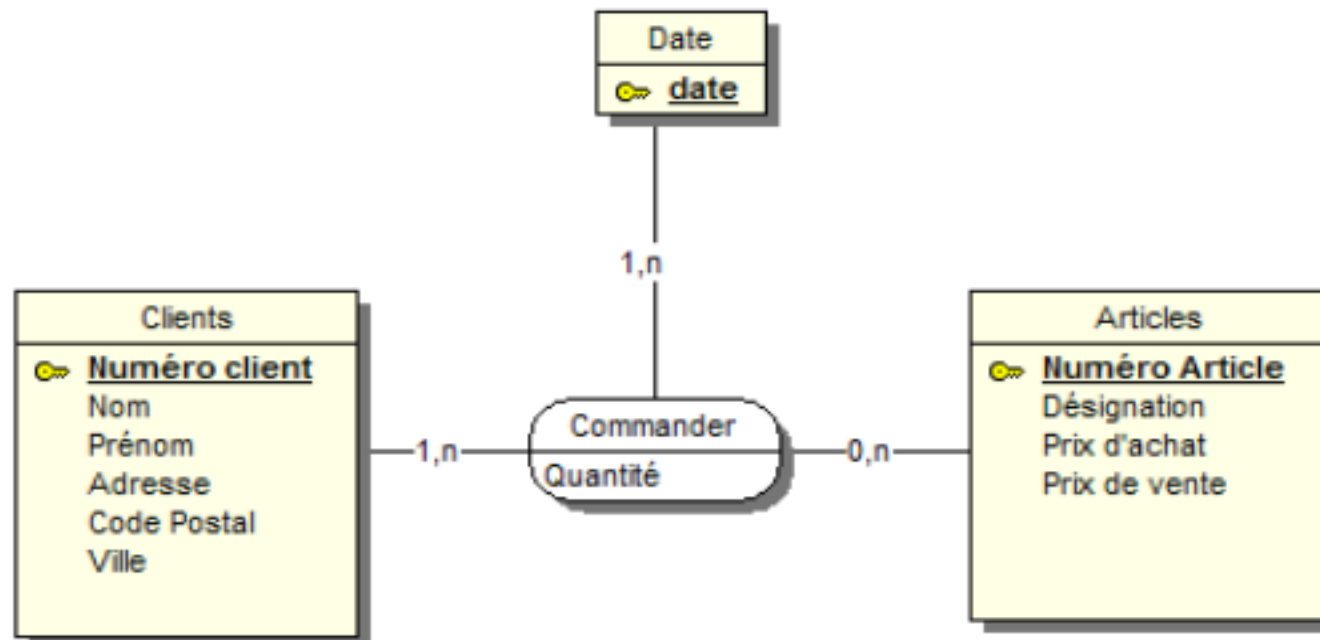 Date
date
1,n
Clients
Numéro client
Nom
Prénom
Adresse
Code Postal
Ville
1,n
Commander
Quantité
0,n
Articles
Numéro Article
Désignation
Prix d'achat
Prix de vente